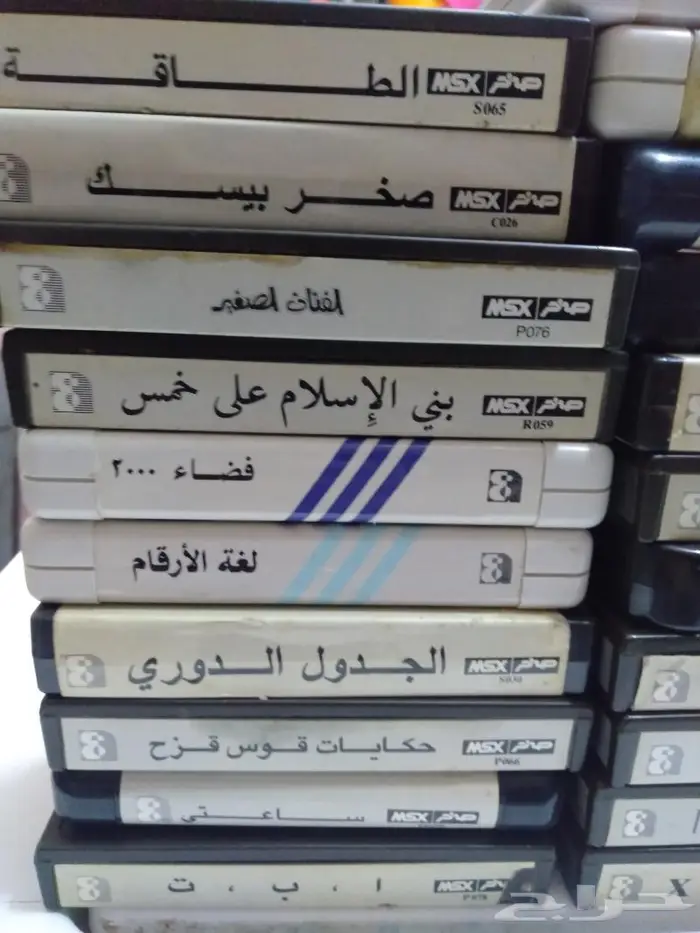 الطاقة MSX صخر
S065
صخر بيسك MSX صخر
C026
الفنان الصغير MSX صخر
P076
بني الإسلام على خمس MSX صخر
R059
فضاء ٢٠٠٠
لغة الأرقام
الجدول الدوري MSX صخر
S030
حكايات قوس قزح MSX صخر
P066
ساعتي MSX صخر
ا ، ب ، ت MSX صخر
X
حراج